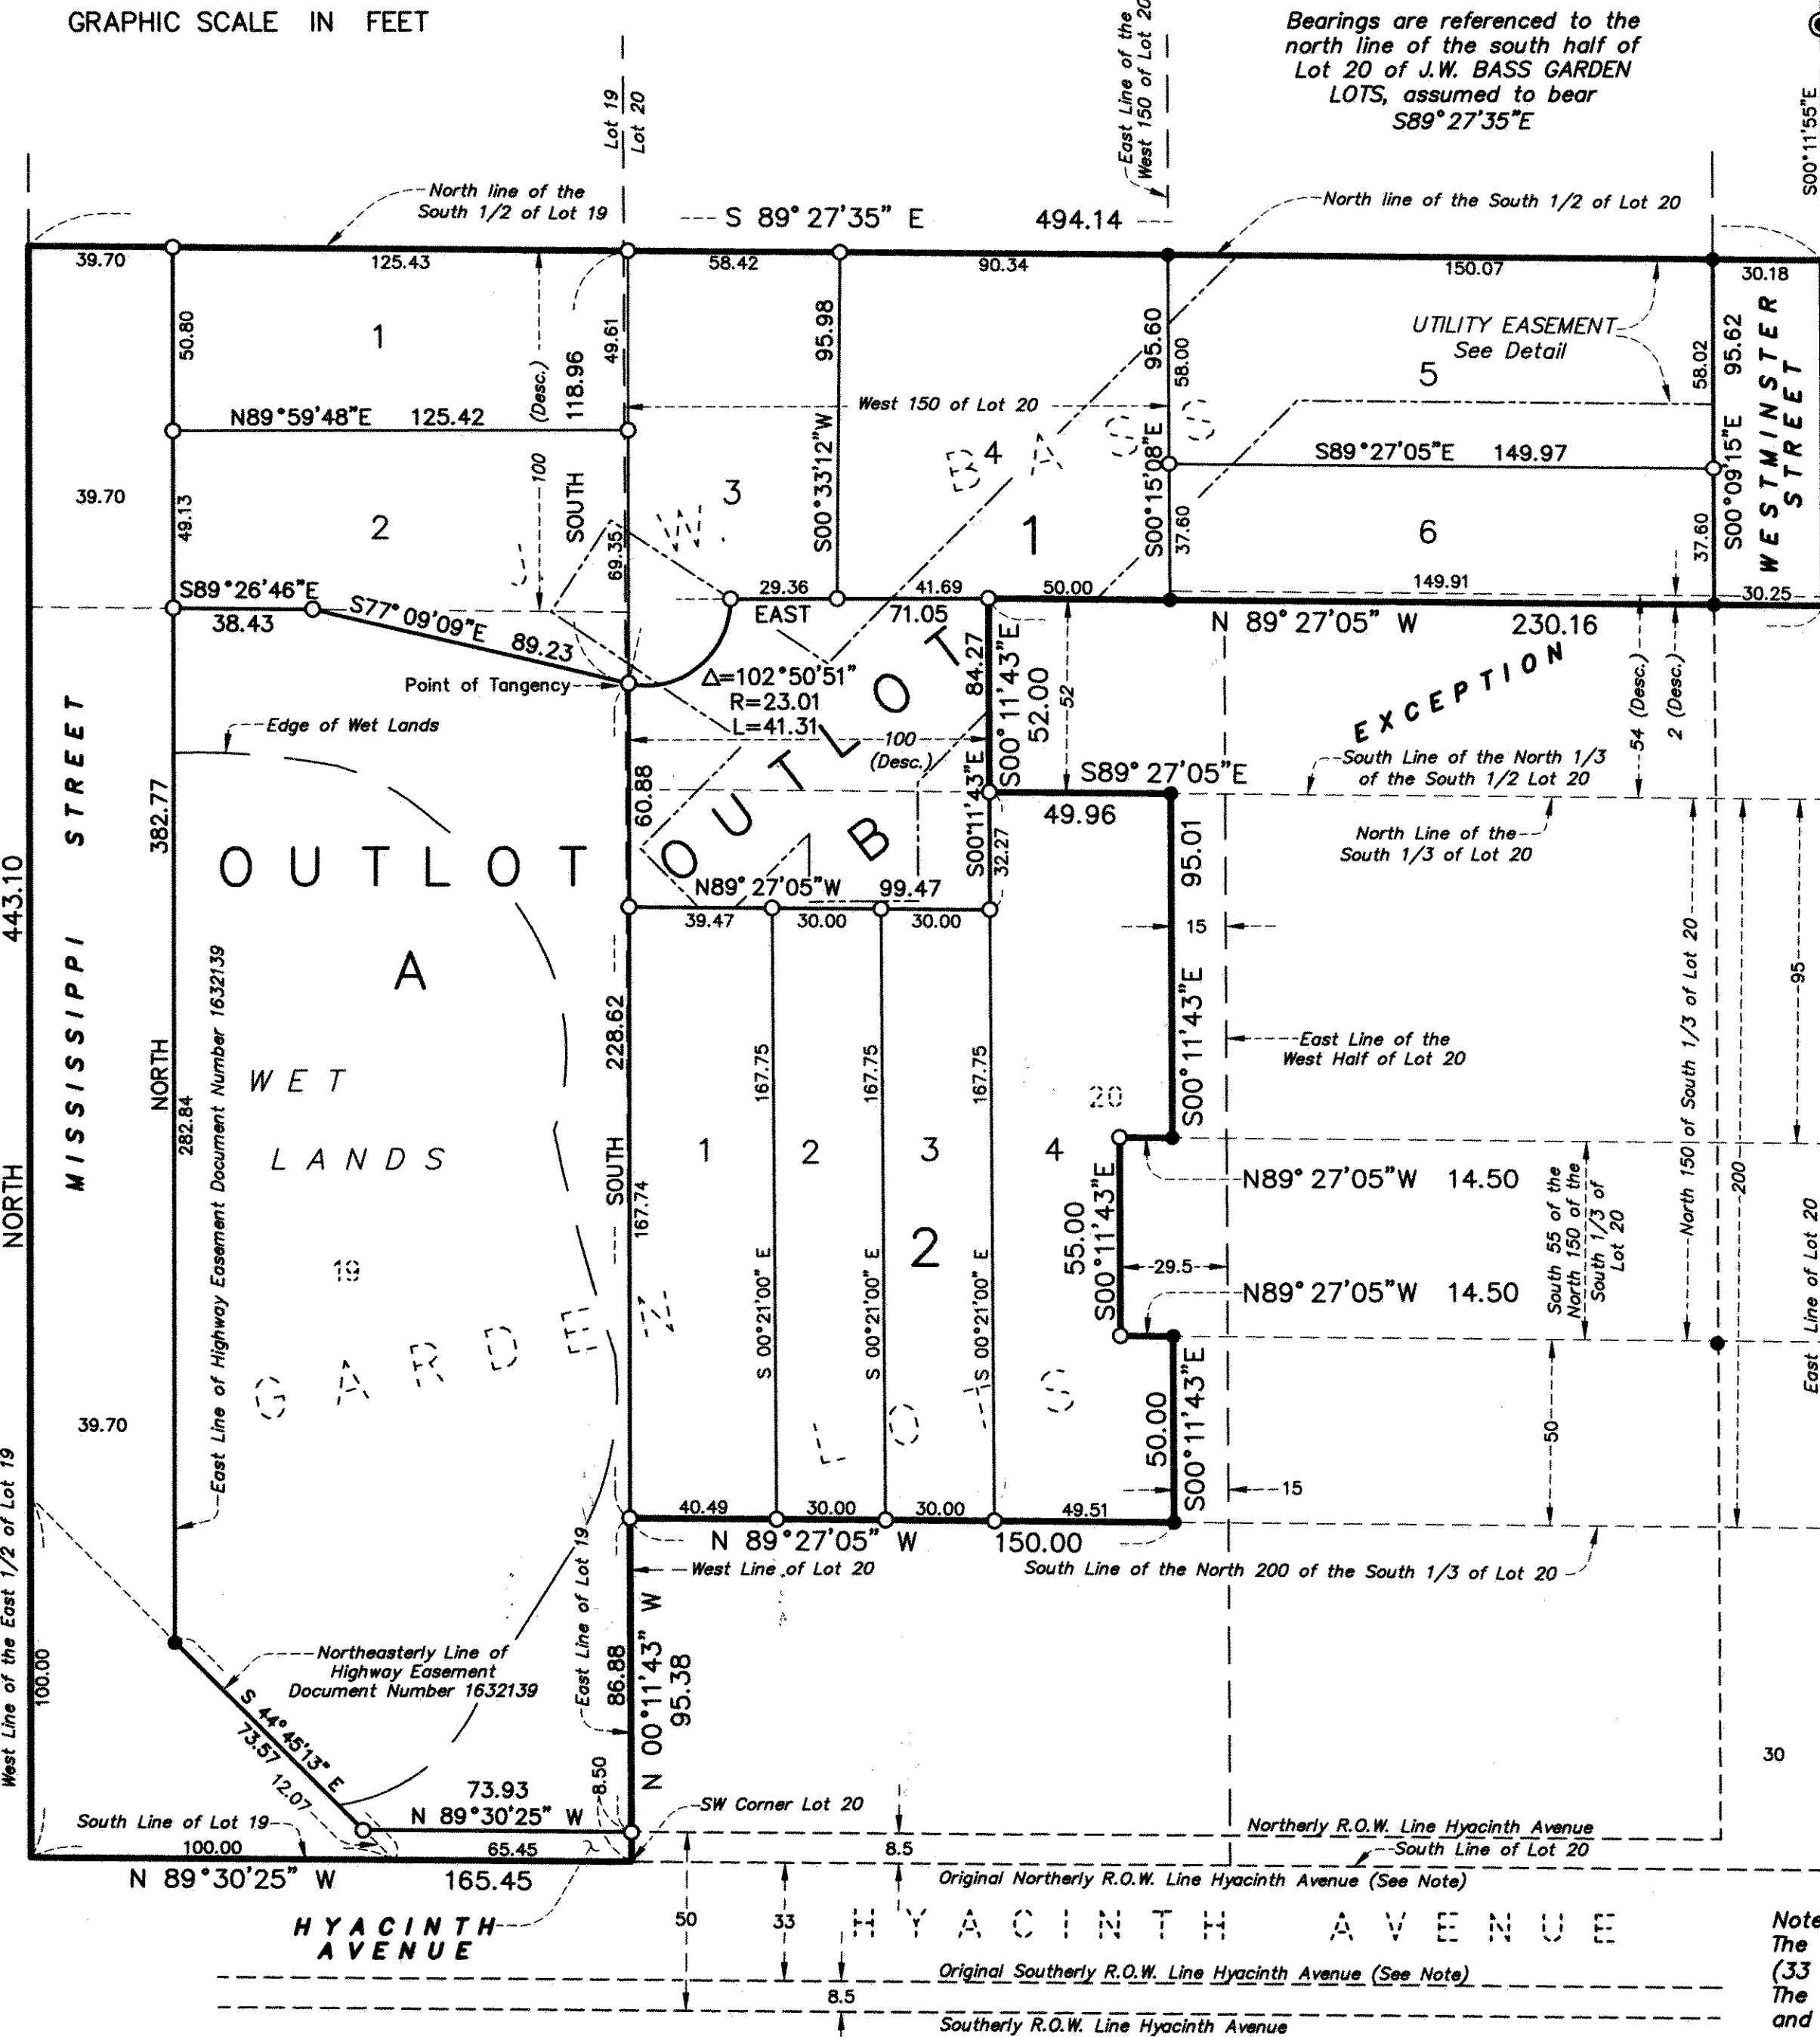 GRAPHIC SCALE IN FEET
Bearings are referenced to the
north line of the south half of
Lot 20 of J.W. BASS GARDEN
LOTS, assumed to bear
S89°27'35"E
S00°11'55"E
East Line of the
West 150 of Lot 20
Lot 19
Lot 20
North line of the
South 1/2 of Lot 19
S 89°27'35" E 494.14
North line of the South 1/2 of Lot 20
39.70
125.43
58.42
90.34
150.07
30.18
50.80
1
(Desc.)
118.96
49.61
95.98
95.60
58.00
UTILITY EASEMENT
See Detail
5
58.02
95.62
WESTMINSTER
STREET
N89°59'48"E 125.42
West 150 of Lot 20
39.70
49.13
2
100
SOUTH
69.35
3
S00°33'12"W
4
1
S00°15'08"E
37.60
S89°27'05"E 149.97
6
37.60
S00°09'15"E
J. W. BASS
S89°26'46"E
38.43
S77°09'09"E
89.23
29.36
41.69
50.00
EAST
71.05
149.91
30.25
N 89°27'05" W 230.16
EXCEPTION
Point of Tangency
Δ=102°50'51"
R=23.01
L=41.31
84.27
S00°11'43"E
52.00
52
54 (Desc.)
2 (Desc.)
Edge of Wet Lands
100
(Desc.)
South Line of the North 1/3
of the South 1/2 Lot 20
S89°27'05"E
49.96
60.88
OUTLOT
B
S00°11'43"E
32.27
North Line of the
South 1/3 of Lot 20
MISSISSIPPI STREET
443.10
NORTH
382.77
NORTH
282.84
OUTLOT
A
N89°27'05"W 99.47
39.47
30.00
30.00
95.01
15
S00°11'43"E
East Line of the
West Half of Lot 20
North 150 of South 1/3 of Lot 20
95
200
East Line of Highway Easement Document Number 1632139
WET
LANDS
228.62
SOUTH
167.74
167.75
167.75
167.75
20
1
2
3
4
2
S 00°21'00" E
S 00°21'00" E
S 00°21'00" E
N89°27'05"W 14.50
55.00
S00°11'43"E
29.5
N89°27'05"W 14.50
South 55 of the
North 150 of the
South 1/3 of
Lot 20
East Line of Lot 20
19
GARDEN
LOTS
39.70
50.00
S00°11'43"E
50
15
40.49
30.00
30.00
49.51
N 89°27'05" W 150.00
West Line of Lot 20
South Line of the North 200 of the South 1/3 of Lot 20
West Line of the East 1/2 of Lot 19
100.00
East Line of Lot 19
86.88
N 00°11'43" W
95.38
Northeasterly Line of
Highway Easement
Document Number 1632139
S 44°45'13" E
73.57
12.07
73.93
N 89°30'25" W
8.50
SW Corner Lot 20
30
South Line of Lot 19
100.00
65.45
N 89°30'25" W 165.45
8.5
Northerly R.O.W. Line Hyacinth Avenue
South Line of Lot 20
Original Northerly R.O.W. Line Hyacinth Avenue (See Note)
HYACINTH
AVENUE
50
33
HYACINTH AVENUE
Original Southerly R.O.W. Line Hyacinth Avenue (See Note)
8.5
Southerly R.O.W. Line Hyacinth Avenue
Note
The
(33
The
and